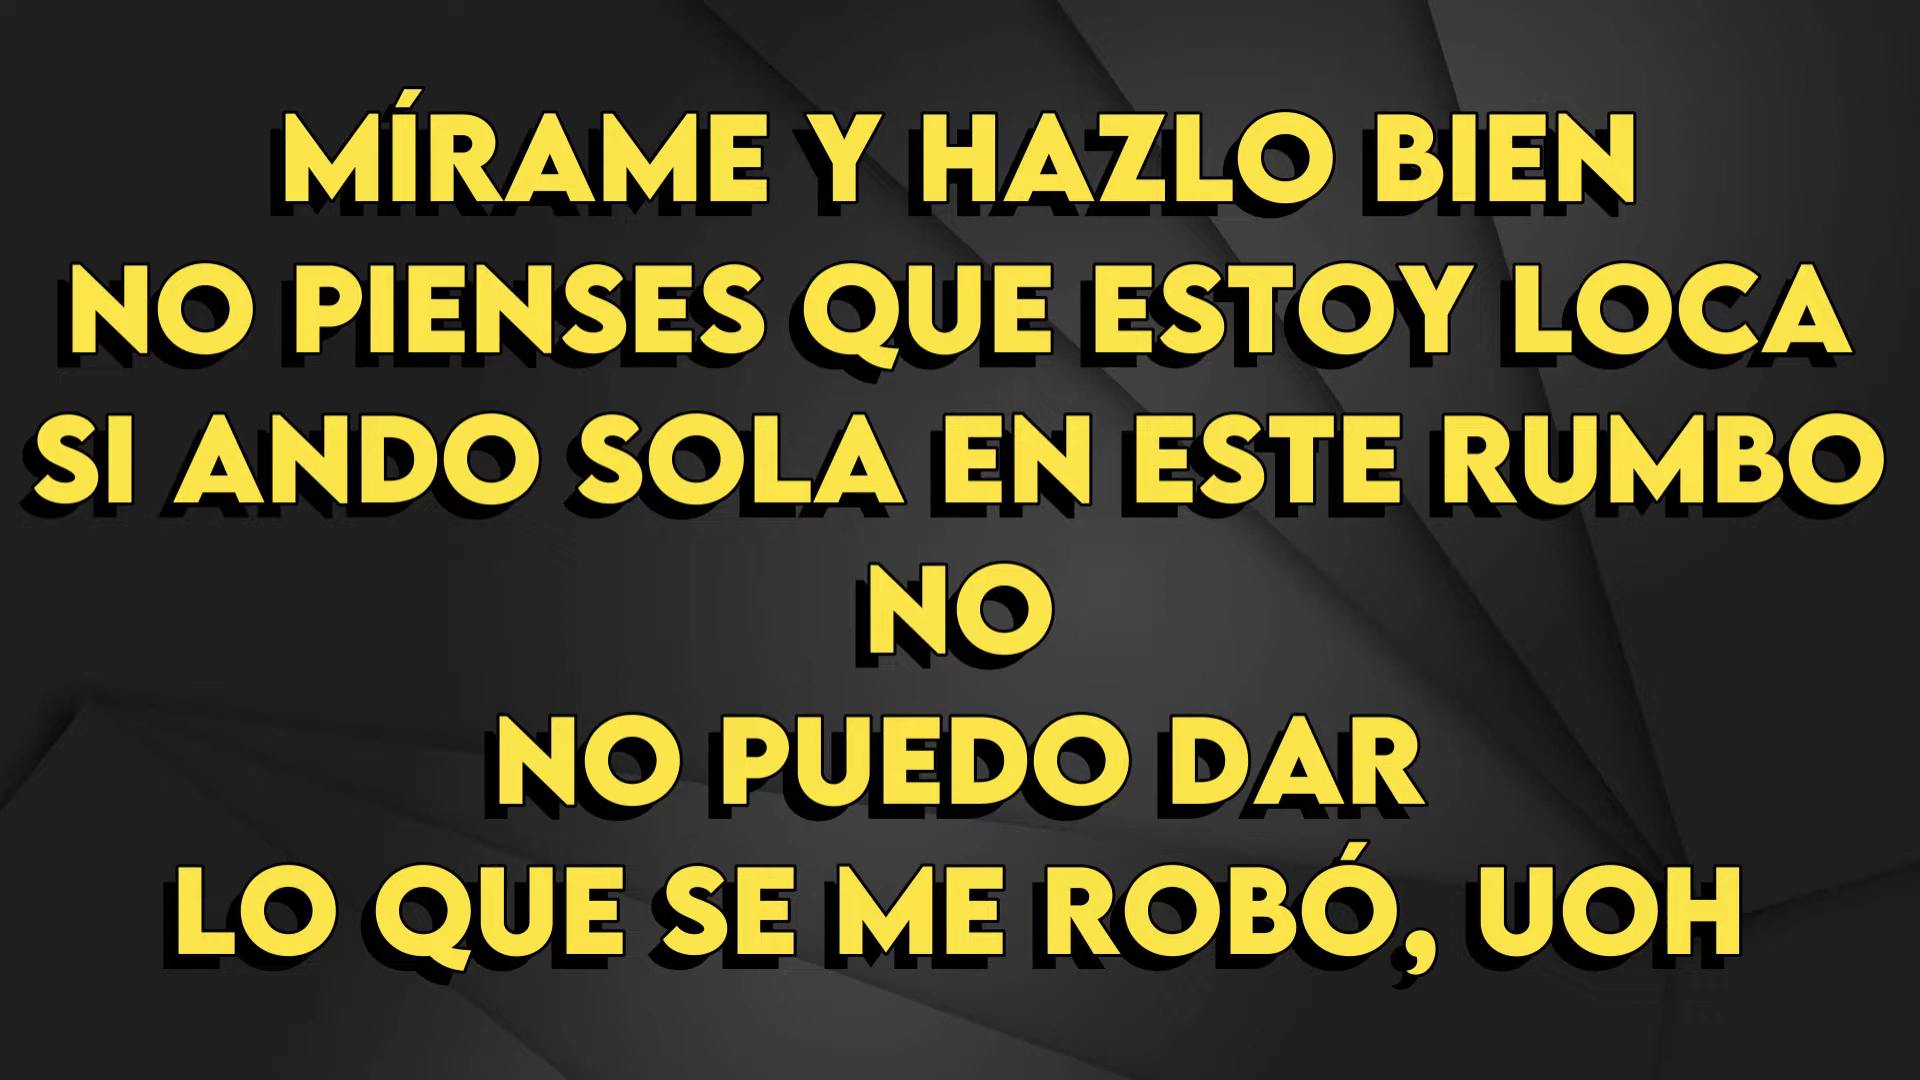 MÍRAME Y HAZLO BIEN
NO PIENSES QUE ESTOY LOCA
SI ANDO SOLA EN ESTE RUMBO
NO
NO PUEDO DAR
LO QUE SE ME ROBÓ, UOH